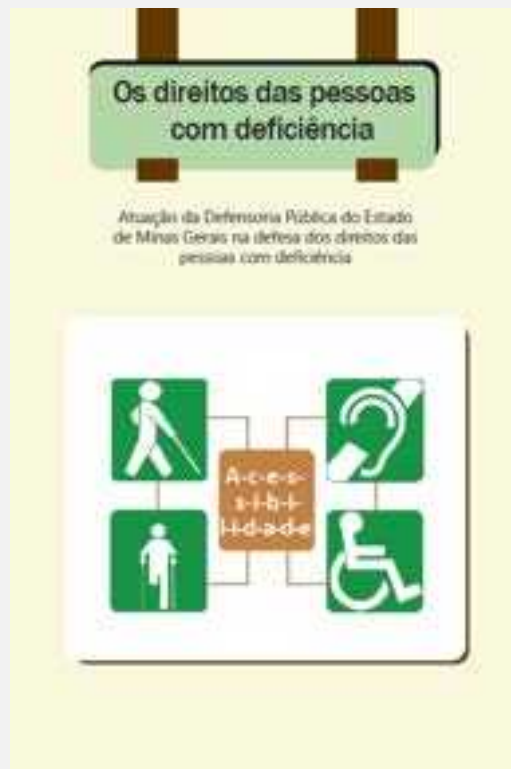 Os direitos das pessoas
com deficiência
Atuação da Defensoria Pública do Estado
de Minas Gerais na defesa dos direitos das
pessoas com deficiência
A-c-e-s-
s-i-b-i-
l-i-d-a-d-e